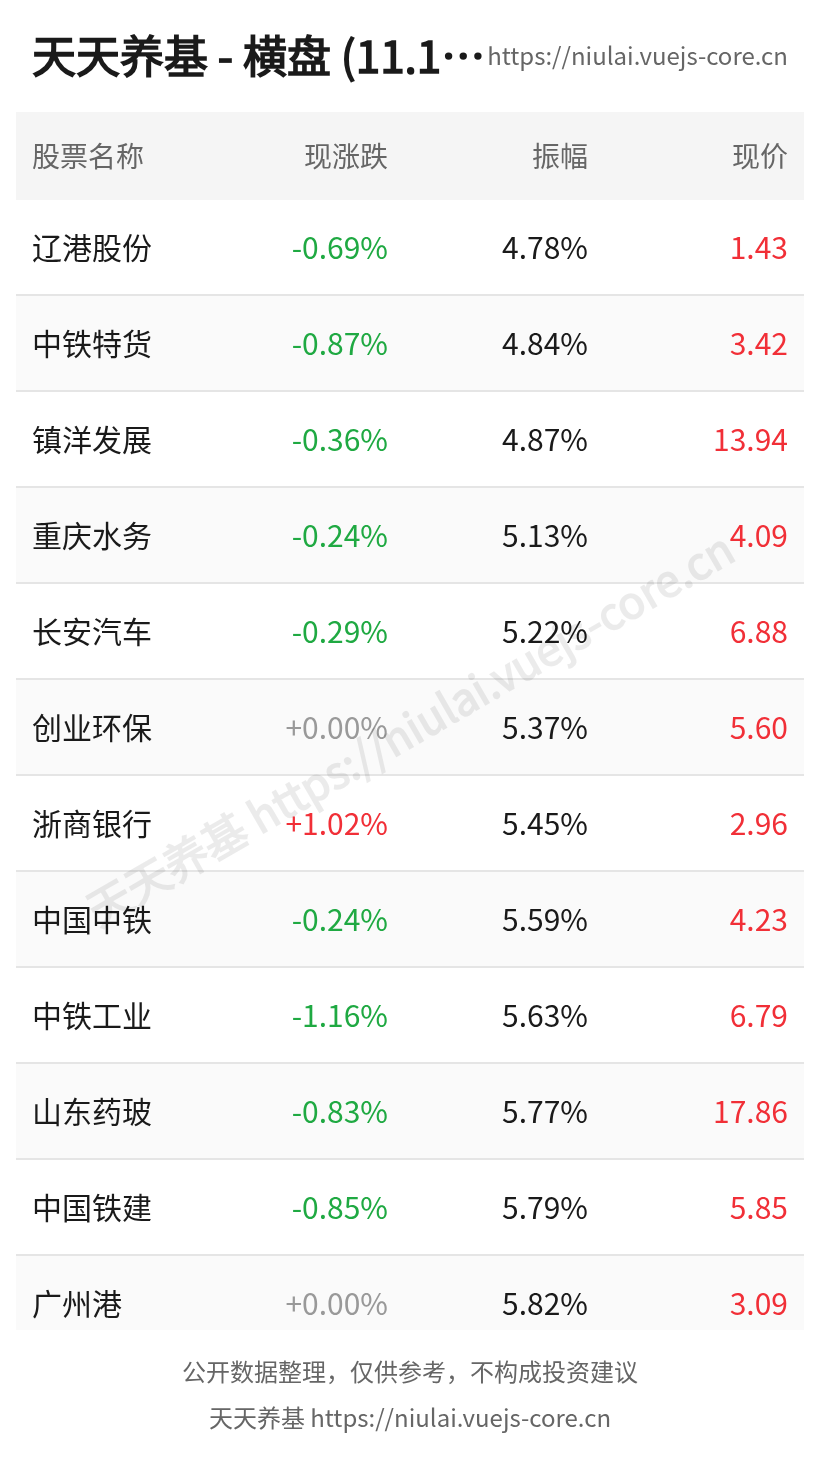 天天养基 - 横盘 (11.1··· https://niulai.vuejs-core.cn
股票名称 现涨跌 振幅 现价
辽港股份 -0.69% 4.78% 1.43
中铁特货 -0.87% 4.84% 3.42
镇洋发展 -0.36% 4.87% 13.94
重庆水务 -0.24% 5.13% 4.09
长安汽车 -0.29% 5.22% 6.88
创业环保 +0.00% 5.37% 5.60
浙商银行 +1.02% 5.45% 2.96
中国中铁 -0.24% 5.59% 4.23
中铁工业 -1.16% 5.63% 6.79
山东药玻 -0.83% 5.77% 17.86
中国铁建 -0.85% 5.79% 5.85
广州港 +0.00% 5.82% 3.09
天天养基 https://niulai.vuejs-core.cn
公开数据整理，仅供参考，不构成投资建议
天天养基 https://niulai.vuejs-core.cn